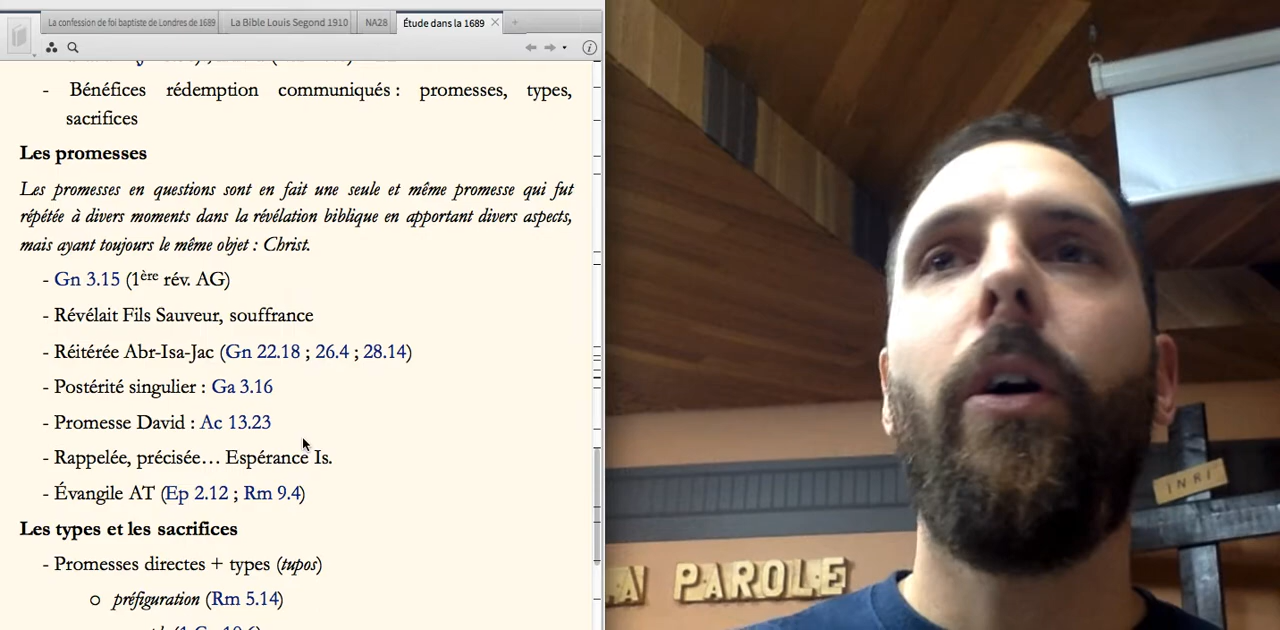 La confession de foi baptiste de Londres de 1689
La Bible Louis Segond 1910
NA28
Étude dans la 1689
- Bénéfices rédemption communiqués : promesses, types,
sacrifices
Les promesses
Les promesses en questions sont en fait une seule et même promesse qui fut
répétée à divers moments dans la révélation biblique en apportant divers aspects,
mais ayant toujours le même objet : Christ.
- Gn 3.15 (1ère rév. AG)
- Révélait Fils Sauveur, souffrance
- Réitérée Abr-Isa-Jac (Gn 22.18 ; 26.4 ; 28.14)
- Postérité singulier : Ga 3.16
- Promesse David : Ac 13.23
- Rappelée, précisée… Espérance Is.
- Évangile AT (Ep 2.12 ; Rm 9.4)
Les types et les sacrifices
- Promesses directes + types (tupos)
○ préfiguration (Rm 5.14)
INRI
A PAROLE